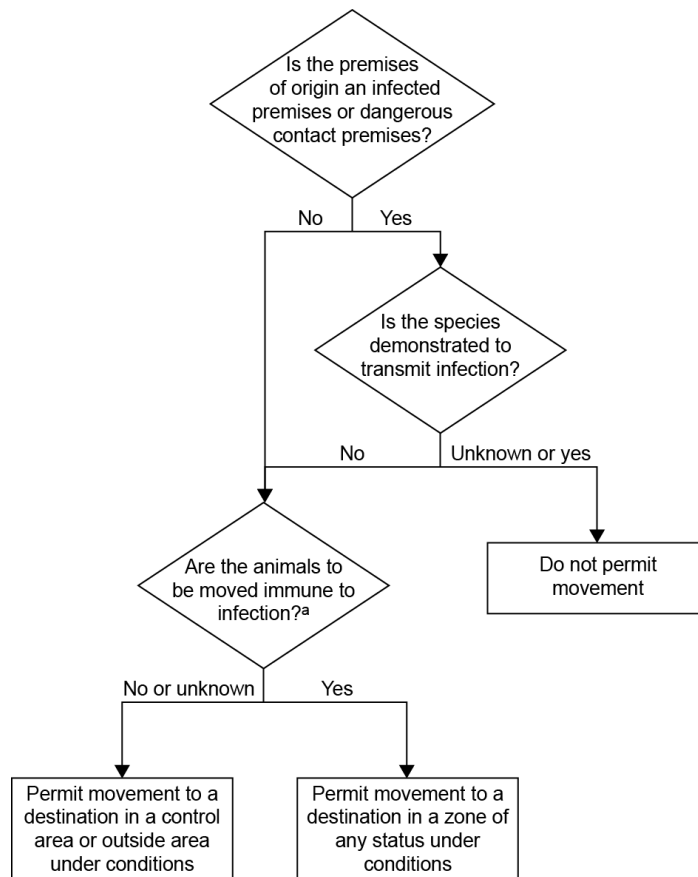 Is the premises
of origin an infected
premises or dangerous
contact premises?
No
Yes
Is the species
demonstrated to
transmit infection?
No
Unknown or yes
Are the animals to
be moved immune to
infection?ᵃ
Do not permit
movement
No or unknown
Yes
Permit movement to a
destination in a control
area or outside area
under conditions
Permit movement to a
destination in a zone of
any status under
conditions